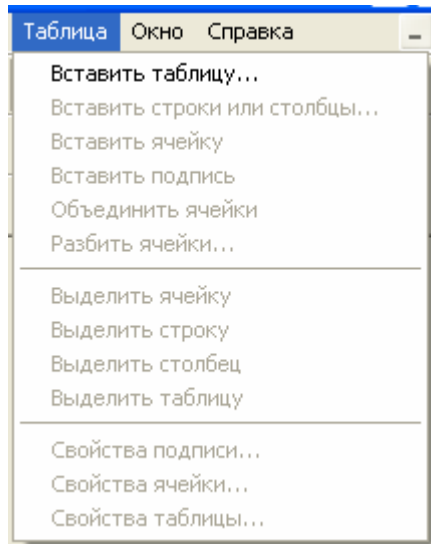 Таблица Окно Справка
Вставить таблицу...
Вставить строки или столбцы...
Вставить ячейку
Вставить подпись
Объединить ячейки
Разбить ячейки...
Выделить ячейку
Выделить строку
Выделить столбец
Выделить таблицу
Свойства подписи...
Свойства ячейки...
Свойства таблицы...